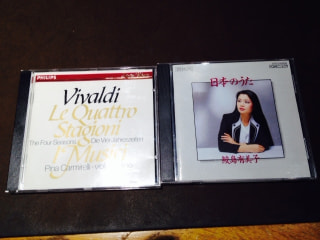 PHILIPS
Vivaldi
Le Quattro
Stagioni
The Four Seasons
Die Vier Jahreszeiten
I Musici
Pina Carmirelli
日本のうた
鮫島有美子